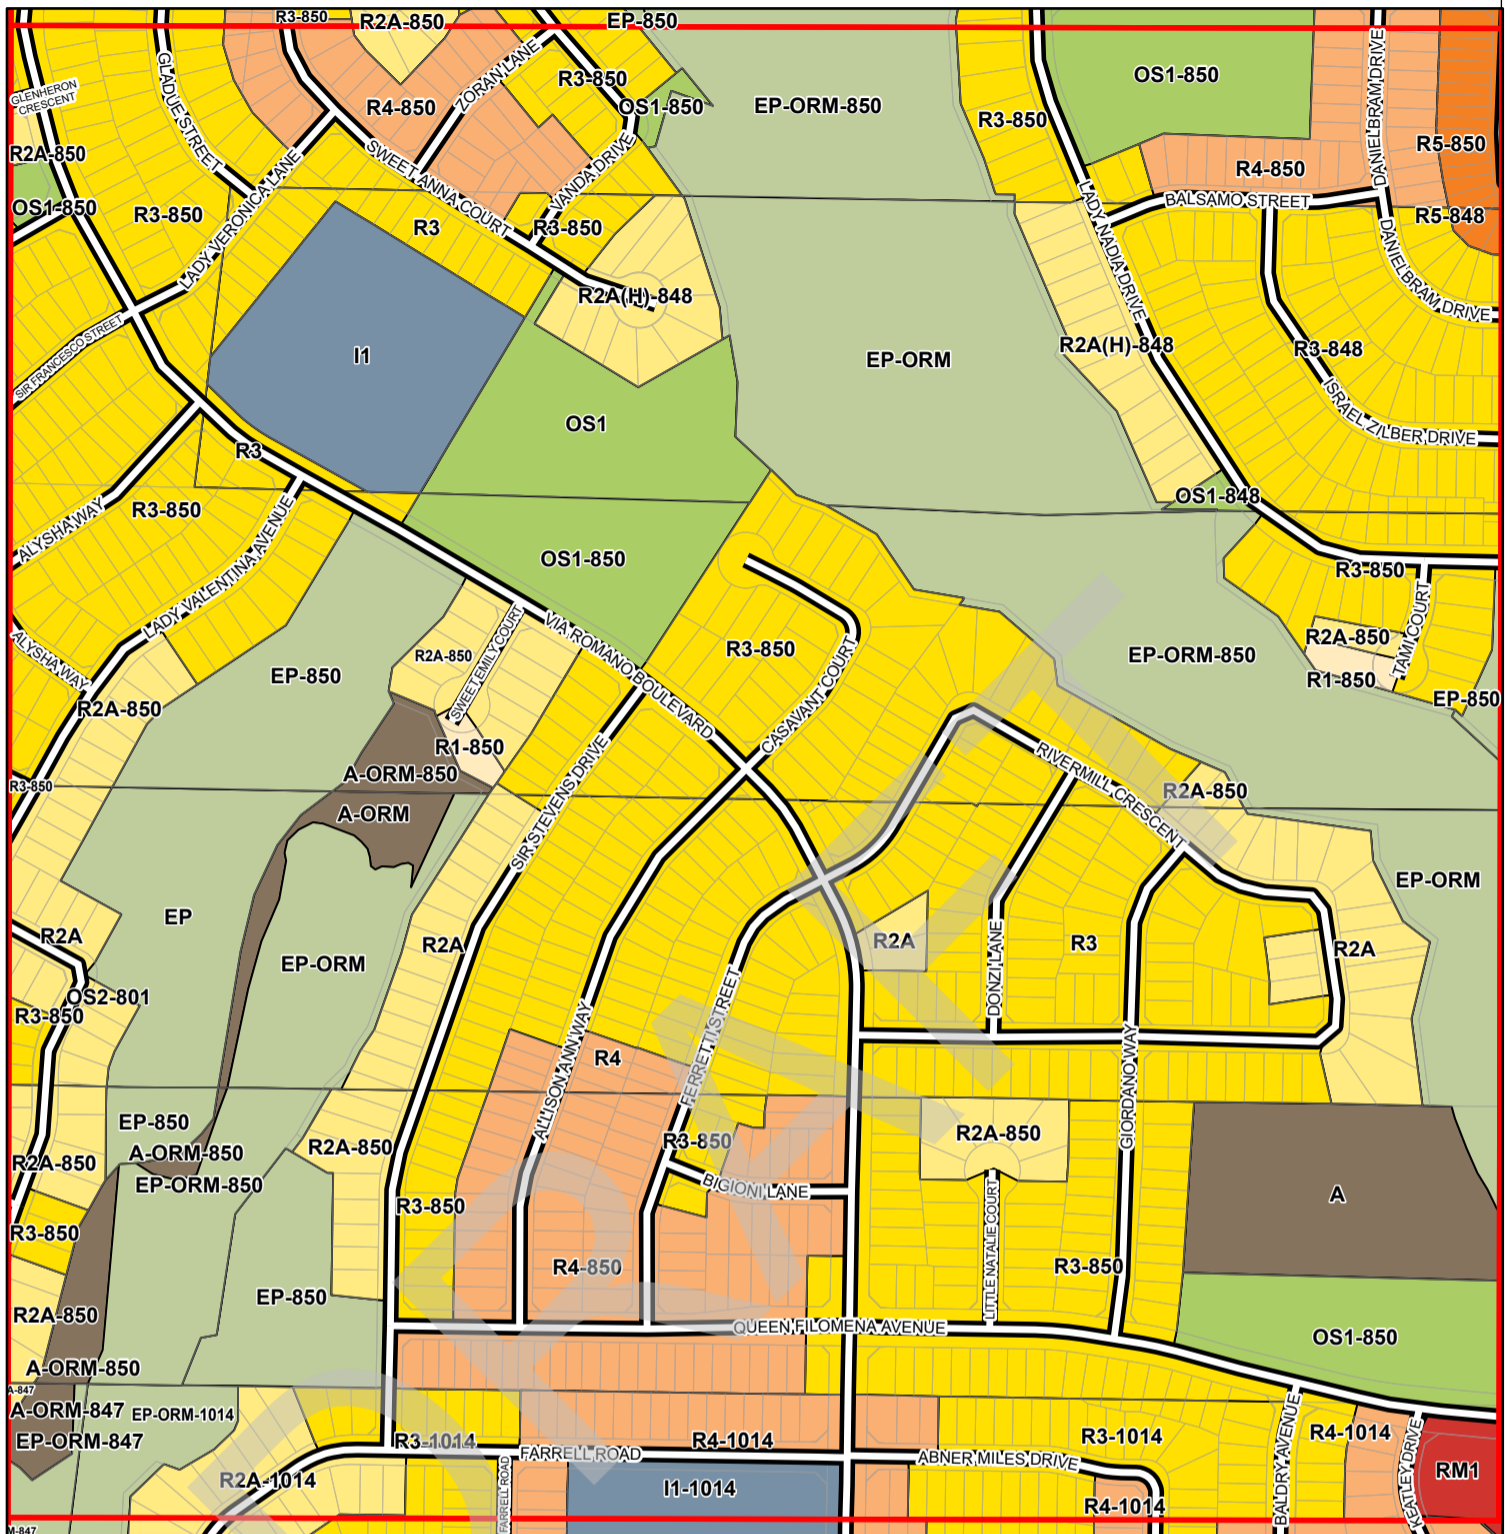 R3-850
R2A-850
EP-850
GLADUE STREET
ZORAN LANE
R3-850
OS1-850
DANIELBRAM DRIVE
GLENHERON
CRESCENT
R4-850
OS1-850
EP-ORM-850
R3-850
R2A-850
SWEET ANNA COURT
VANDA DRIVE
R4-850
R5-850
OS1-850
R3-850
LADY VERONICA LANE
R3
R3-850
LADY NADIA DRIVE
BALSAMO STREET
R5-848
R2A(H)-848
DANIELBRAM DRIVE
SIR FRANCESCO STREET
I1
EP-ORM
R2A(H)-848
R3-848
ISRAEL ZILBER DRIVE
OS1
R3
OS1-848
ALYSHA WAY
R3-850
LADY VALENTINA AVENUE
OS1-850
R3-850
TAMI COURT
ALYSHA WAY
EP-850
R2A-850
SWEET EMILY COURT
VIA ROMANO BOULEVARD
R3-850
CASAVANT COURT
EP-ORM-850
R2A-850
R1-850
EP-850
R2A-850
R1-850
A-ORM-850
R3-850
A-ORM
SIR STEVENS DRIVE
RIVERMILL CRESCENT
R2A-850
EP-ORM
EP
R2A
EP-ORM
R2A
R2A
DONZI LANE
R3
R2A
OS2-801
R3-850
ALLISON ANN WAY
R4
FERRETTI STREET
GIORDANO WAY
EP-850
A-ORM-850
R2A-850
EP-ORM-850
R2A-850
R3-850
R2A-850
BIGIONI LANE
A
R3-850
R3-850
LITTLE NATALIE COURT
R4-850
R3-850
EP-850
R2A-850
QUEEN FILOMENA AVENUE
OS1-850
A-ORM-850
A-847
A-ORM-847
EP-ORM-1014
EP-ORM-847
R3-1014
FARRELL ROAD
R4-1014
ABNER MILES DRIVE
R3-1014
BALDRY AVENUE
R4-1014
KEATLEY DRIVE
RM1
R2A-1014
FARRELL ROAD
I1-1014
R4-1014
M-847